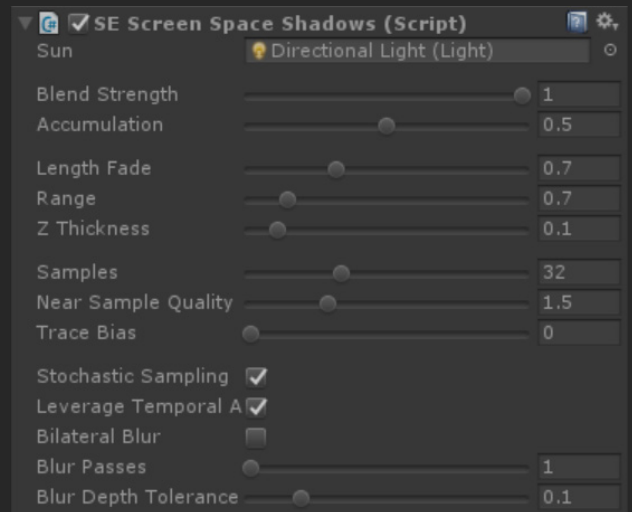 SE Screen Space Shadows (Script)
Sun Directional Light (Light)
Blend Strength 1
Accumulation 0.5
Length Fade 0.7
Range 0.7
Z Thickness 0.1
Samples 32
Near Sample Quality 1.5
Trace Bias 0
Stochastic Sampling
Leverage Temporal A
Bilateral Blur
Blur Passes 1
Blur Depth Tolerance 0.1